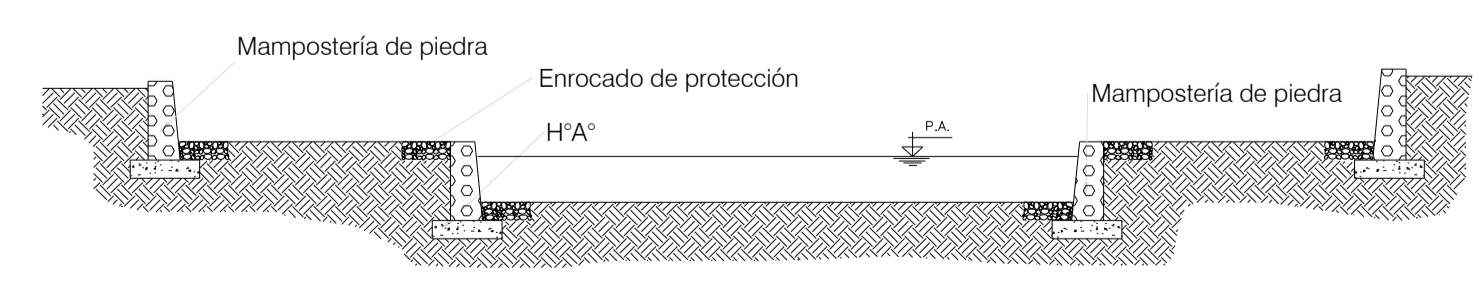 Mampostería de piedra
Enrocado de protección
Mampostería de piedra
P.A.
H°A°